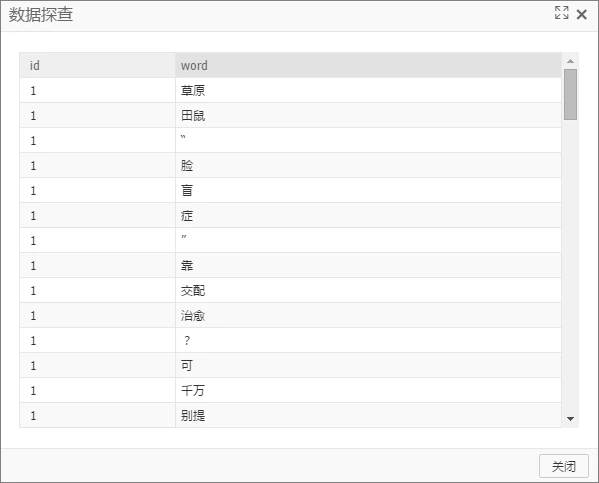 数据探查
id word
1 草原
1 田鼠
1 “
1 脸
1 盲
1 症
1 ”
1 靠
1 交配
1 治愈
1 ？
1 可
1 千万
1 别提
关闭